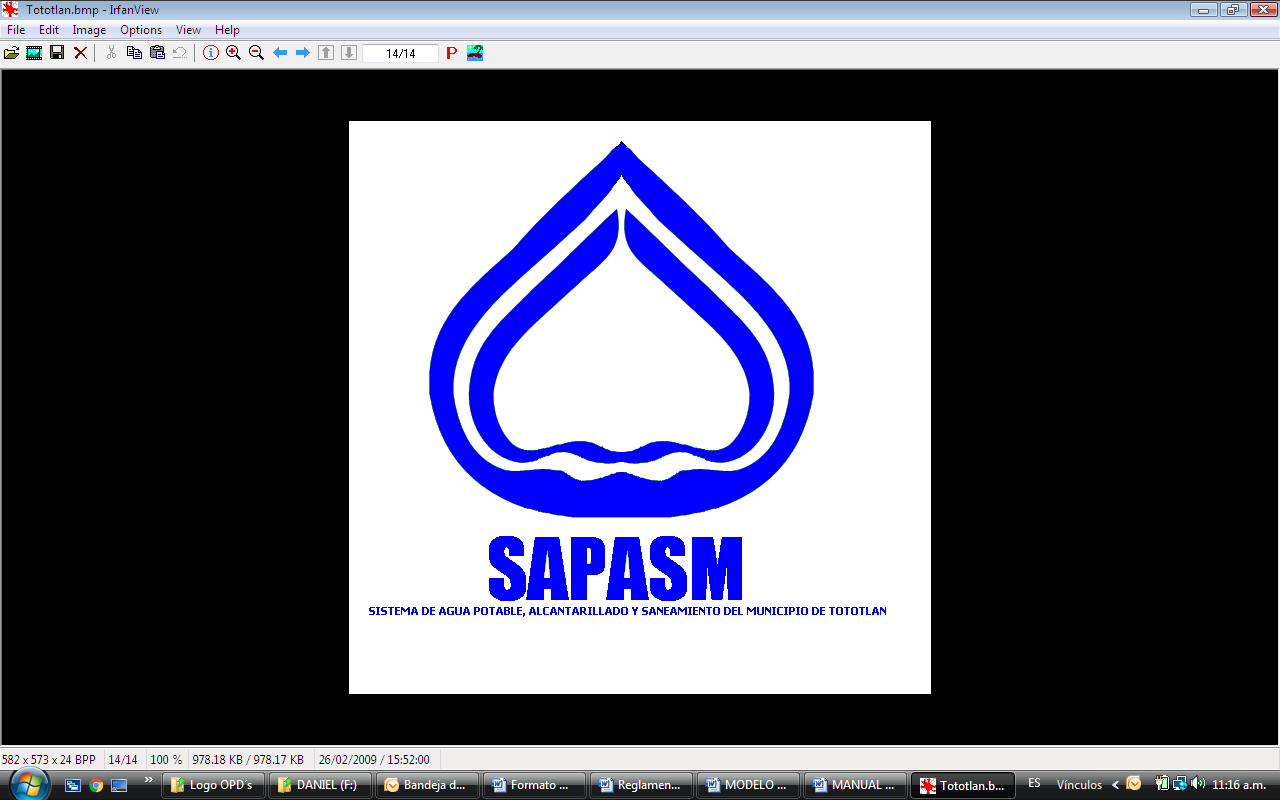 Tototlan.bmp - IrfanView
File Edit Image Options View Help
14/14 P
SAPASM
SISTEMA DE AGUA POTABLE, ALCANTARILLADO Y SANEAMIENTO DEL MUNICIPIO DE TOTOTLAN
582 x 573 x 24 BPP 14/14 100 % 978.18 KB / 978.17 KB 26/02/2009 / 15:52:00
Logo OPD´s DANIEL (F:) Bandeja d... Formato ... Reglamen... MODELO ... MANUAL ... Tototlan.b... ES Vínculos 11:16 a.m.